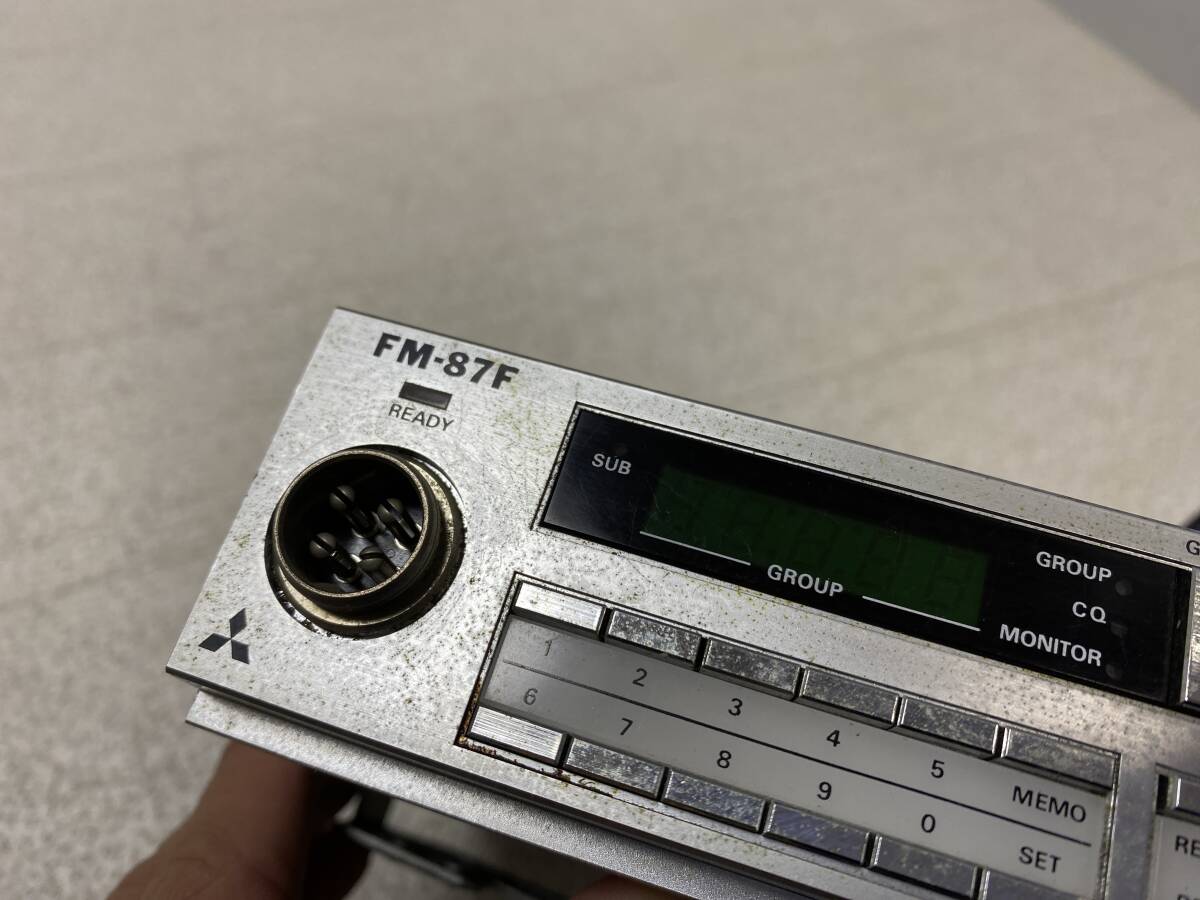 FM-87F
READY
SUB
GROUP
GROUP
CQ
MONITOR
1 2 3 4 5 MEMO
6 7 8 9 0 SET
G
RE